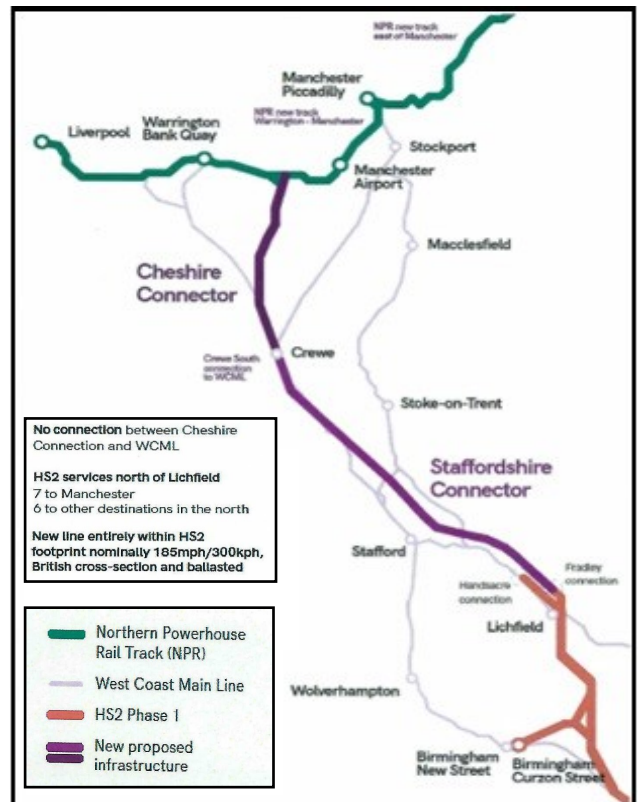 NPR new track
east of Manchester
Manchester
Piccadilly
NPR new track
Warrington - Manchester
Warrington
Bank Quay
Liverpool
Stockport
Manchester
Airport
Macclesfield
Cheshire
Connector
Crewe South
connection
to WCML
Crewe
Stoke-on-Trent
No connection between Cheshire
Connection and WCML
HS2 services north of Lichfield
7 to Manchester
6 to other destinations in the north
New line entirely within HS2
footprint nominally 185mph/300kph,
British cross-section and ballasted
Staffordshire
Connector
Stafford
Fradley
connection
Handsacre
connection
Lichfield
Northern Powerhouse
Rail Track (NPR)
West Coast Main Line
HS2 Phase 1
New proposed
infrastructure
Wolverhampton
Birmingham
New Street
Birmingham
Curzon Street